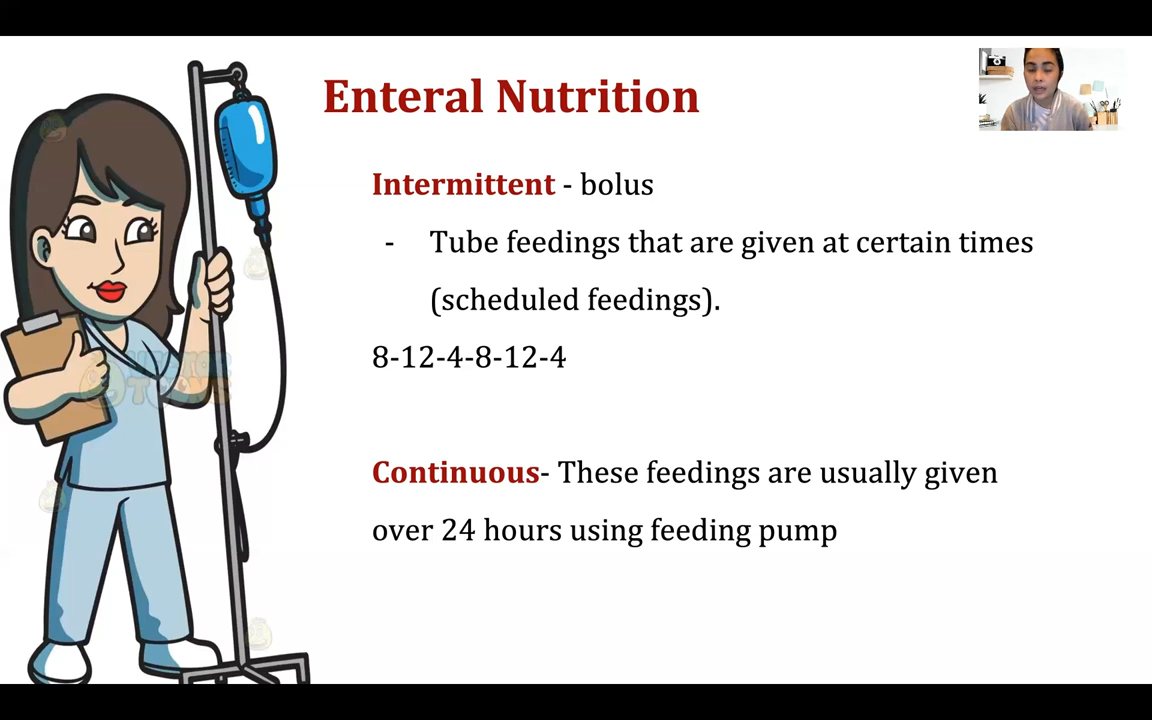 Enteral Nutrition
Intermittent - bolus
- Tube feedings that are given at certain times
(scheduled feedings).
8-12-4-8-12-4
Continuous- These feedings are usually given
over 24 hours using feeding pump